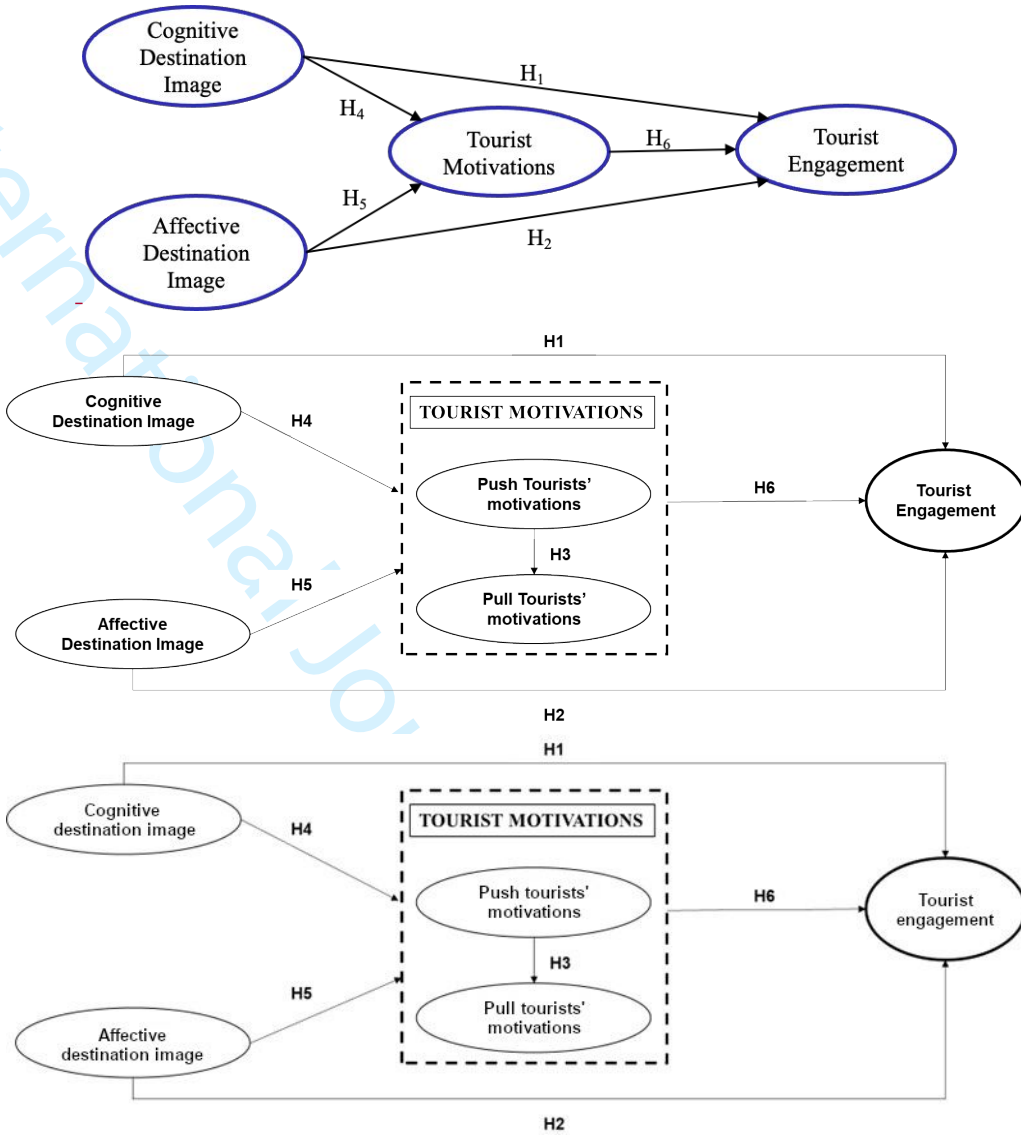 Cognitive
Destination
Image
H₁
H₄
Tourist
Motivations
H₆
Tourist
Engagement
H₅
Affective
Destination
Image
H₂
ernational Jo
H1
Cognitive
Destination Image
H4
TOURIST MOTIVATIONS
Push Tourists’
motivations
H6
Tourist
Engagement
H3
H5
Pull Tourists’
motivations
Affective
Destination Image
H2
H1
Cognitive
destination image
H4
TOURIST MOTIVATIONS
Push tourists'
motivations
H6
Tourist
engagement
H3
H5
Pull tourists'
motivations
Affective
destination image
H2